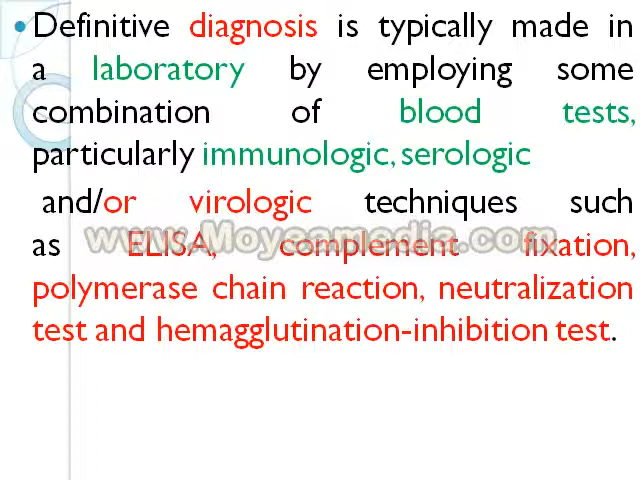 Definitive diagnosis is typically made in
a laboratory by employing some
combination of blood tests,
particularly immunologic, serologic
and/or virologic techniques such
as ELISA, complement fixation,
www.Moyeamedia.com
polymerase chain reaction, neutralization
test and hemagglutination-inhibition test.